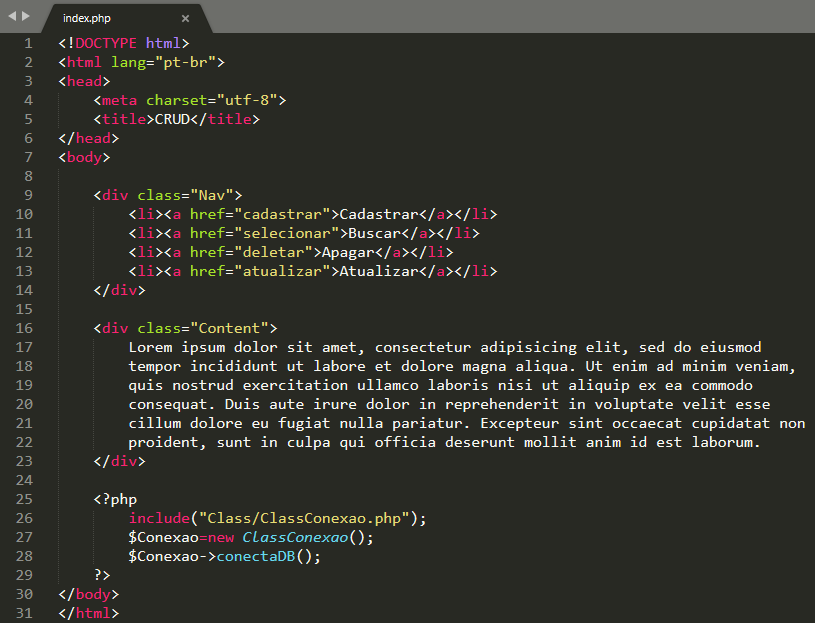 index.php ×
1 <!DOCTYPE html>
2 <html lang="pt-br">
3 <head>
4     <meta charset="utf-8">
5     <title>CRUD</title>
6 </head>
7 <body>
8
9     <div class="Nav">
10         <li><a href="cadastrar">Cadastrar</a></li>
11         <li><a href="selecionar">Buscar</a></li>
12         <li><a href="deletar">Apagar</a></li>
13         <li><a href="atualizar">Atualizar</a></li>
14     </div>
15
16     <div class="Content">
17         Lorem ipsum dolor sit amet, consectetur adipisicing elit, sed do eiusmod
18         tempor incididunt ut labore et dolore magna aliqua. Ut enim ad minim veniam,
19         quis nostrud exercitation ullamco laboris nisi ut aliquip ex ea commodo
20         consequat. Duis aute irure dolor in reprehenderit in voluptate velit esse
21         cillum dolore eu fugiat nulla pariatur. Excepteur sint occaecat cupidatat non
22         proident, sunt in culpa qui officia deserunt mollit anim id est laborum.
23     </div>
24
25     <?php
26         include("Class/ClassConexao.php");
27         $Conexao=new ClassConexao();
28         $Conexao->conectaDB();
29     ?>
30 </body>
31 </html>